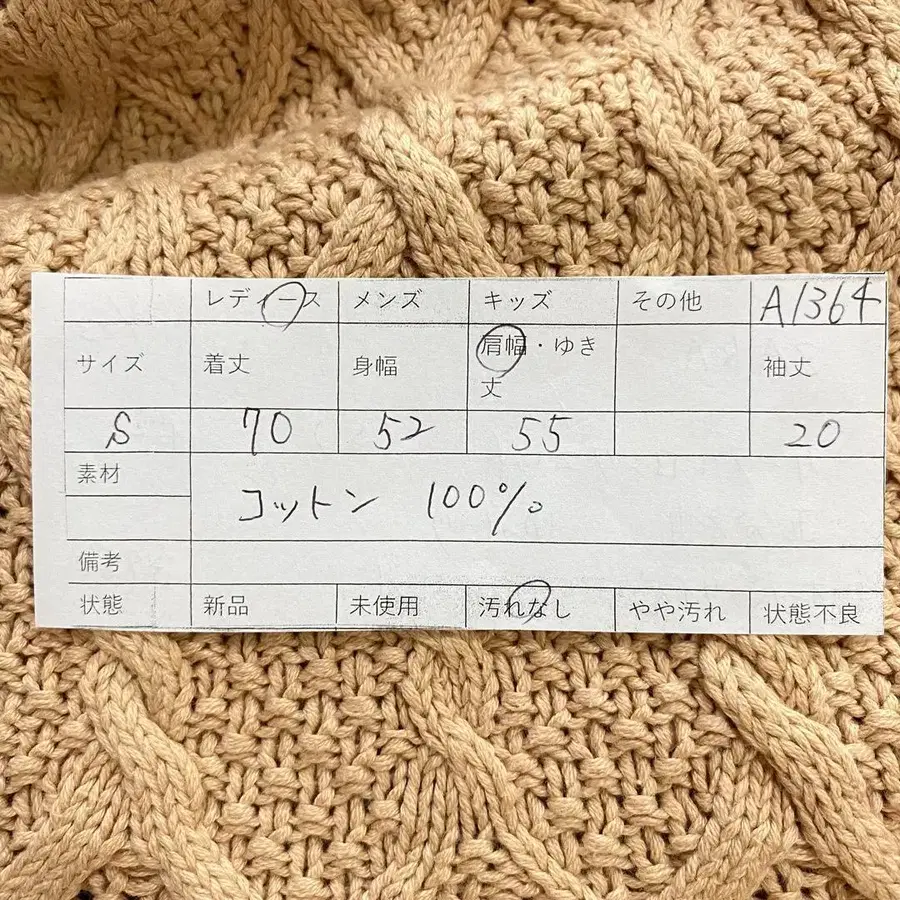 レディース メンズ キッズ その他 A1364
サイズ 着丈 身幅 肩幅・ゆき丈 袖丈
S 70 52 55 20
素材 コットン 100%
備考
状態 新品 未使用 汚れなし やや汚れ 状態不良